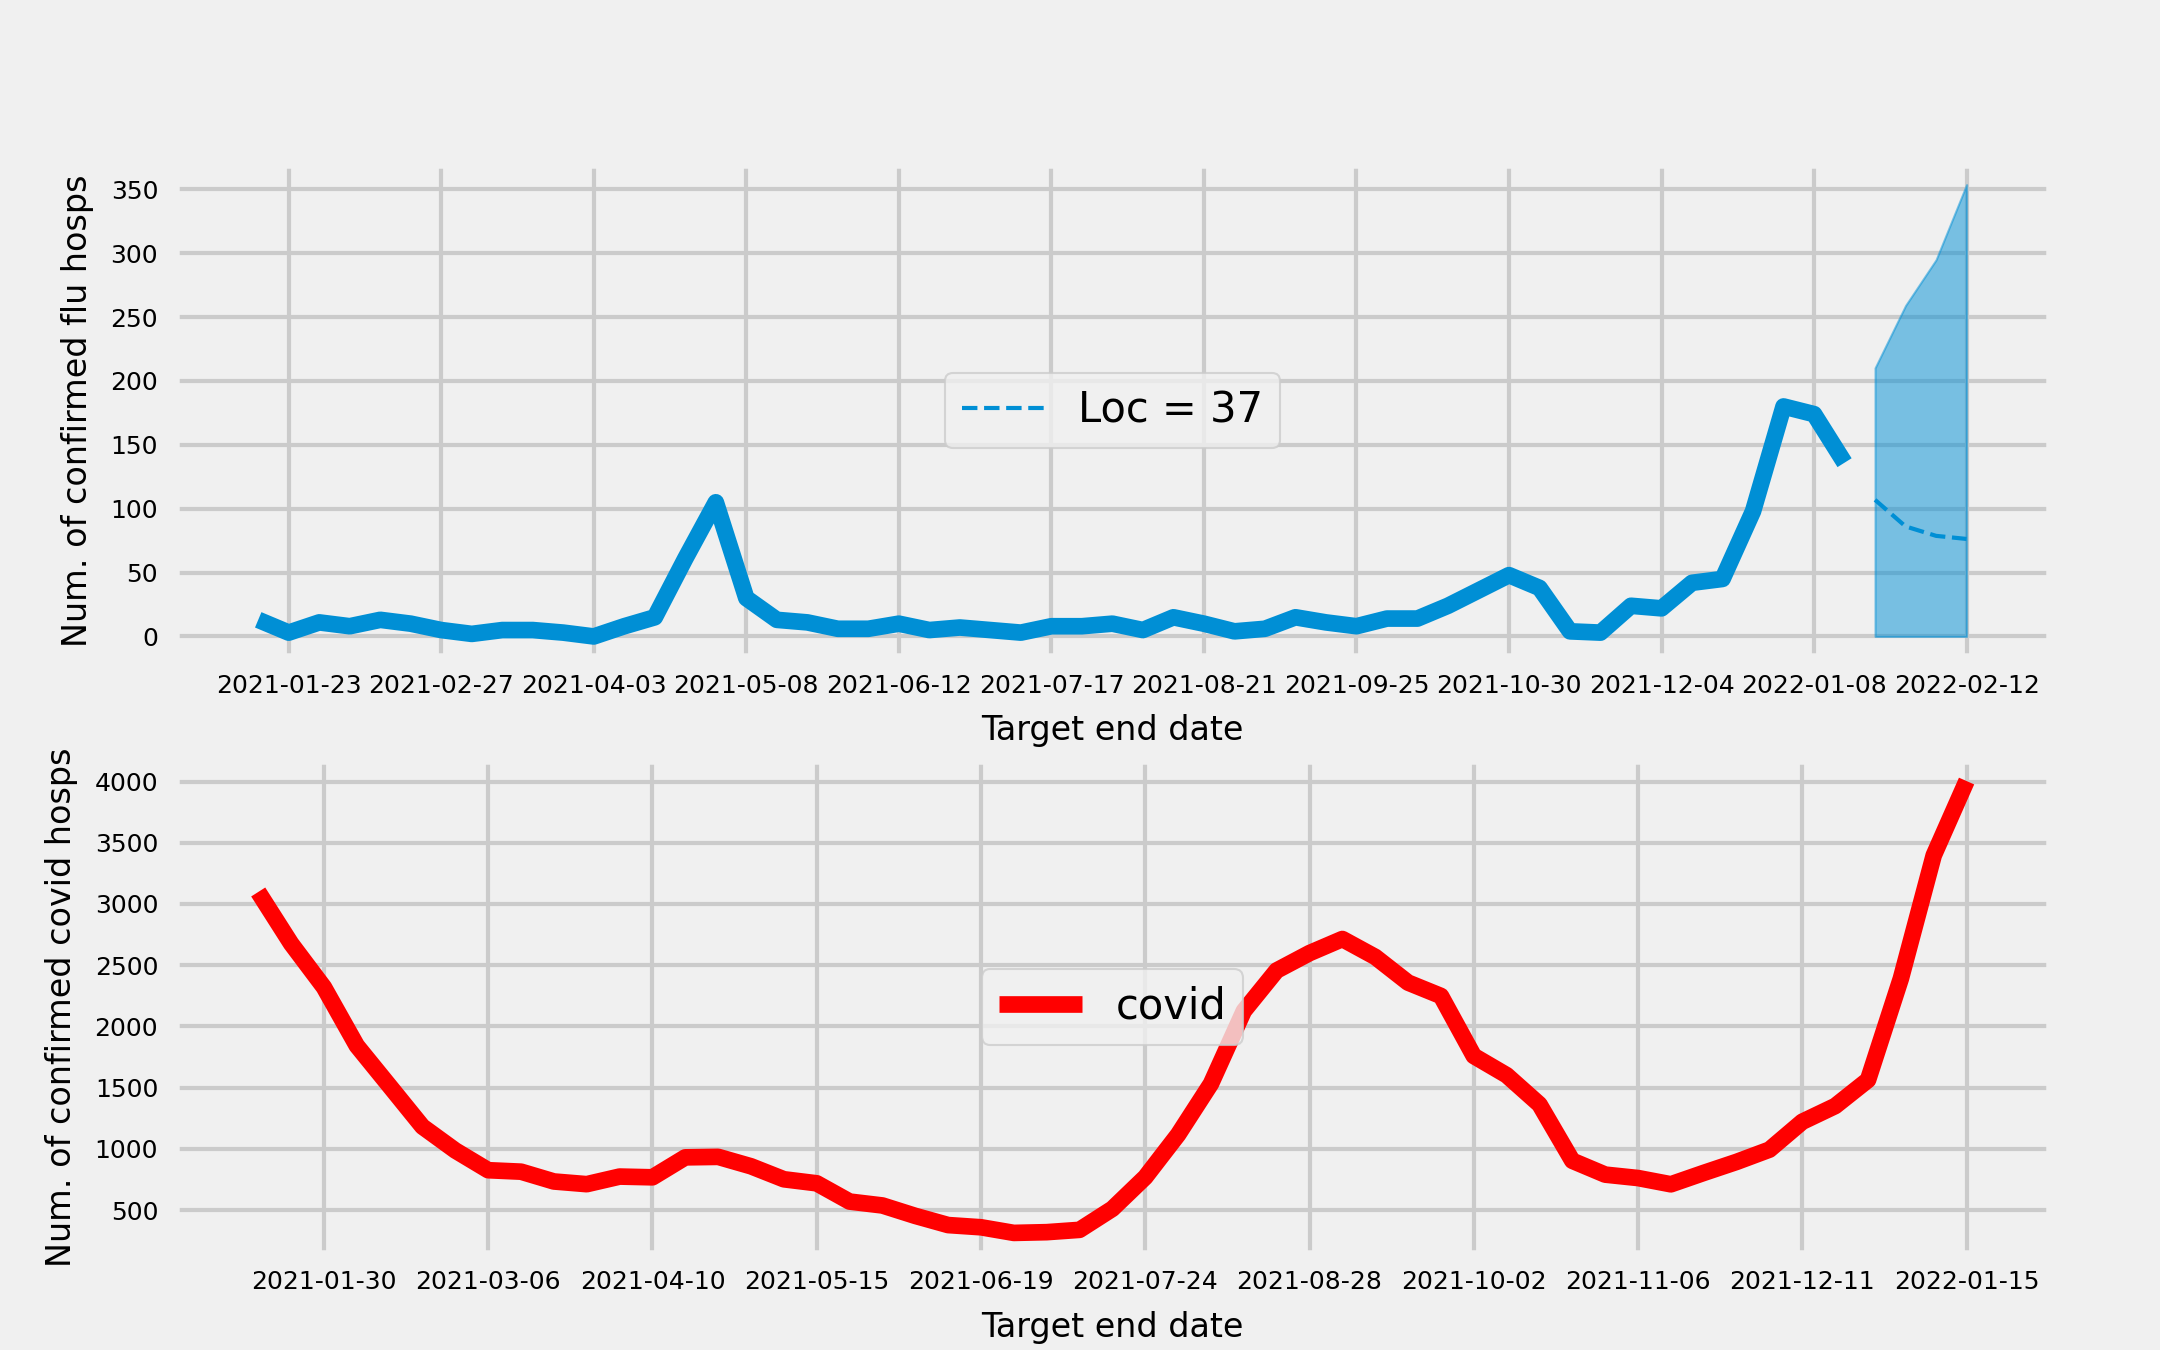 Num. of confirmed flu hosps
350
300
250
200
150
100
50
0
Loc = 37
2021-01-23 2021-02-27 2021-04-03 2021-05-08 2021-06-12 2021-07-17 2021-08-21 2021-09-25 2021-10-30 2021-12-04 2022-01-08 2022-02-12
Target end date
Num. of confirmed covid hosps
4000
3500
3000
2500
2000
1500
1000
500
covid
2021-01-30 2021-03-06 2021-04-10 2021-05-15 2021-06-19 2021-07-24 2021-08-28 2021-10-02 2021-11-06 2021-12-11 2022-01-15
Target end date